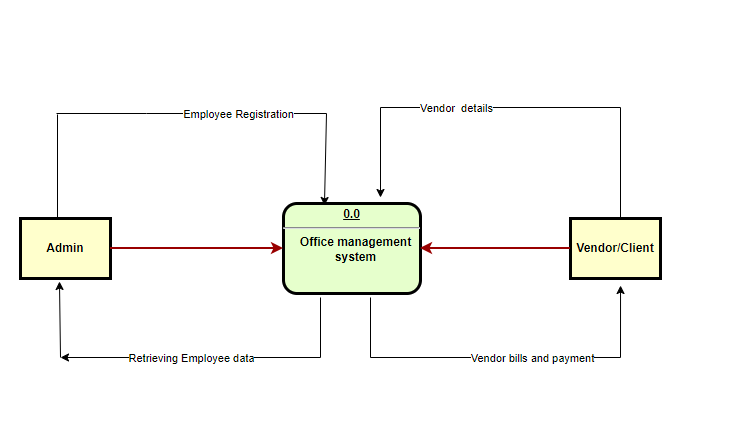 Vendor  details
Employee Registration
0.0
Office management
system
Admin
Vendor/Client
Retrieving Employee data
Vendor bills and payment